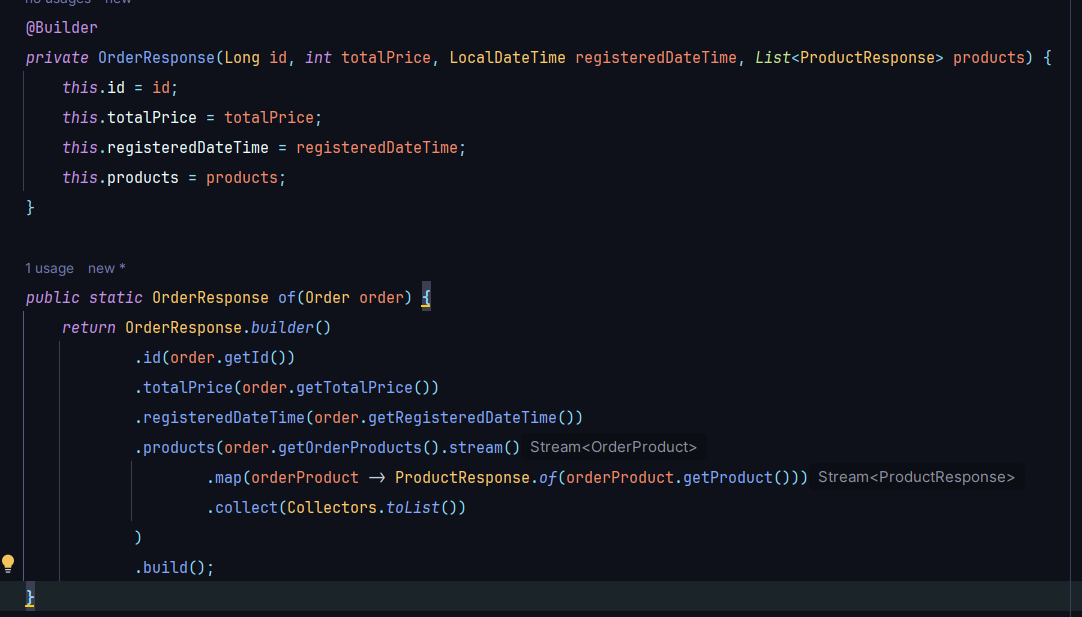 no usages   new *
@Builder
private OrderResponse(Long id, int totalPrice, LocalDateTime registeredDateTime, List<ProductResponse> products) {
this.id = id;
this.totalPrice = totalPrice;
this.registeredDateTime = registeredDateTime;
this.products = products;
}
1 usage   new *
public static OrderResponse of(Order order) {
return OrderResponse.builder()
.id(order.getId())
.totalPrice(order.getTotalPrice())
.registeredDateTime(order.getRegisteredDateTime())
.products(order.getOrderProducts().stream() Stream<OrderProduct>
.map(orderProduct -> ProductResponse.of(orderProduct.getProduct())) Stream<ProductResponse>
.collect(Collectors.toList())
)
.build();
}